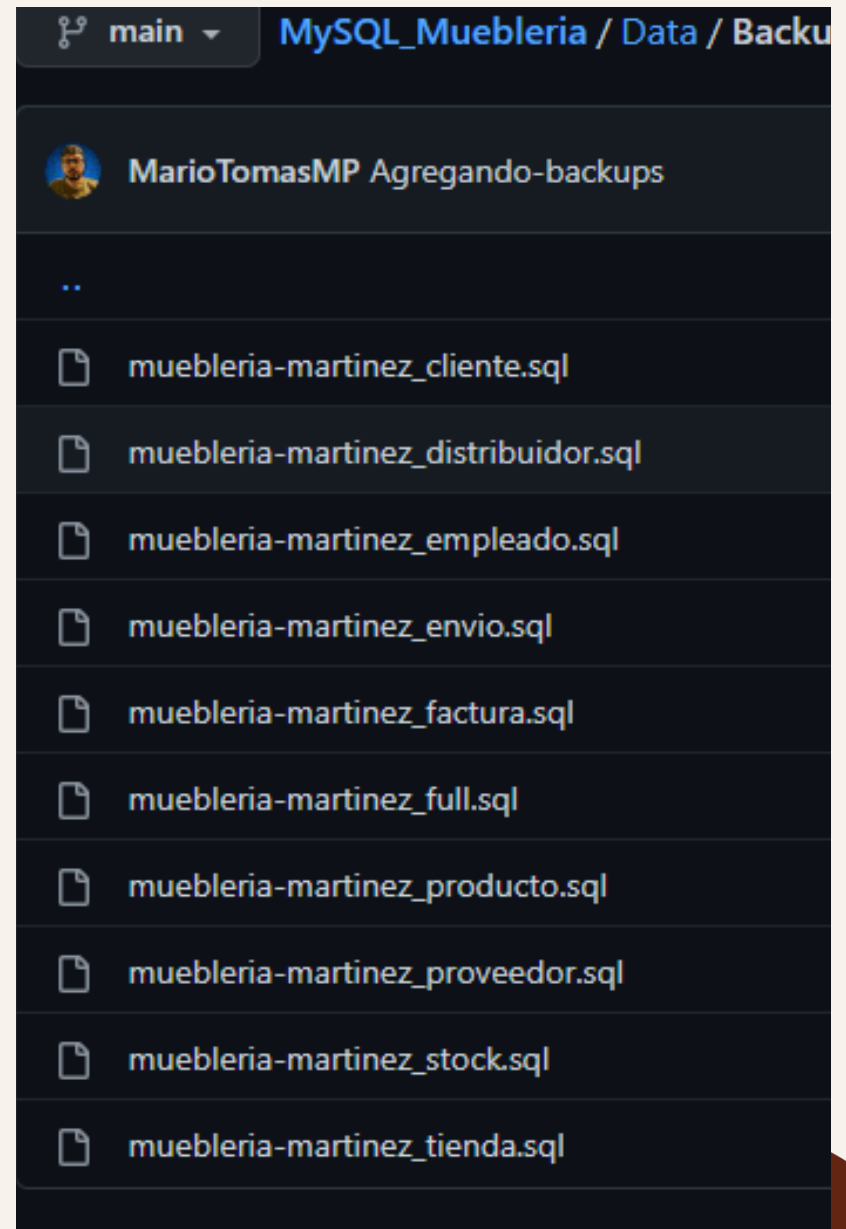 main MySQL_Muebleria / Data / Backu
MarioTomasMP Agregando-backups
..
muebleria-martinez_cliente.sql
muebleria-martinez_distribuidor.sql
muebleria-martinez_empleado.sql
muebleria-martinez_envio.sql
muebleria-martinez_factura.sql
muebleria-martinez_full.sql
muebleria-martinez_producto.sql
muebleria-martinez_proveedor.sql
muebleria-martinez_stock.sql
muebleria-martinez_tienda.sql